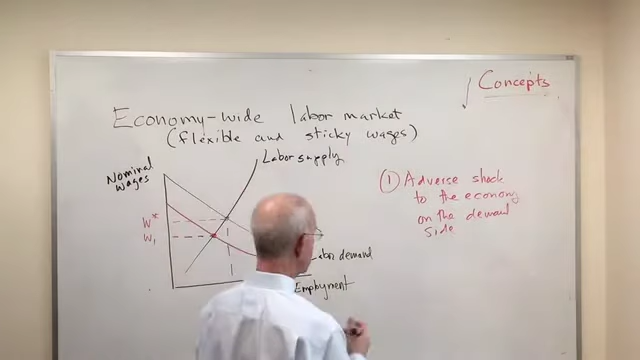 Concepts
Economy-wide labor market
(flexible and sticky wages)
Labor supply
Nominal
wages
① Adverse shock
to the economy
on the demand
side
W*
W₁
demand
Employment